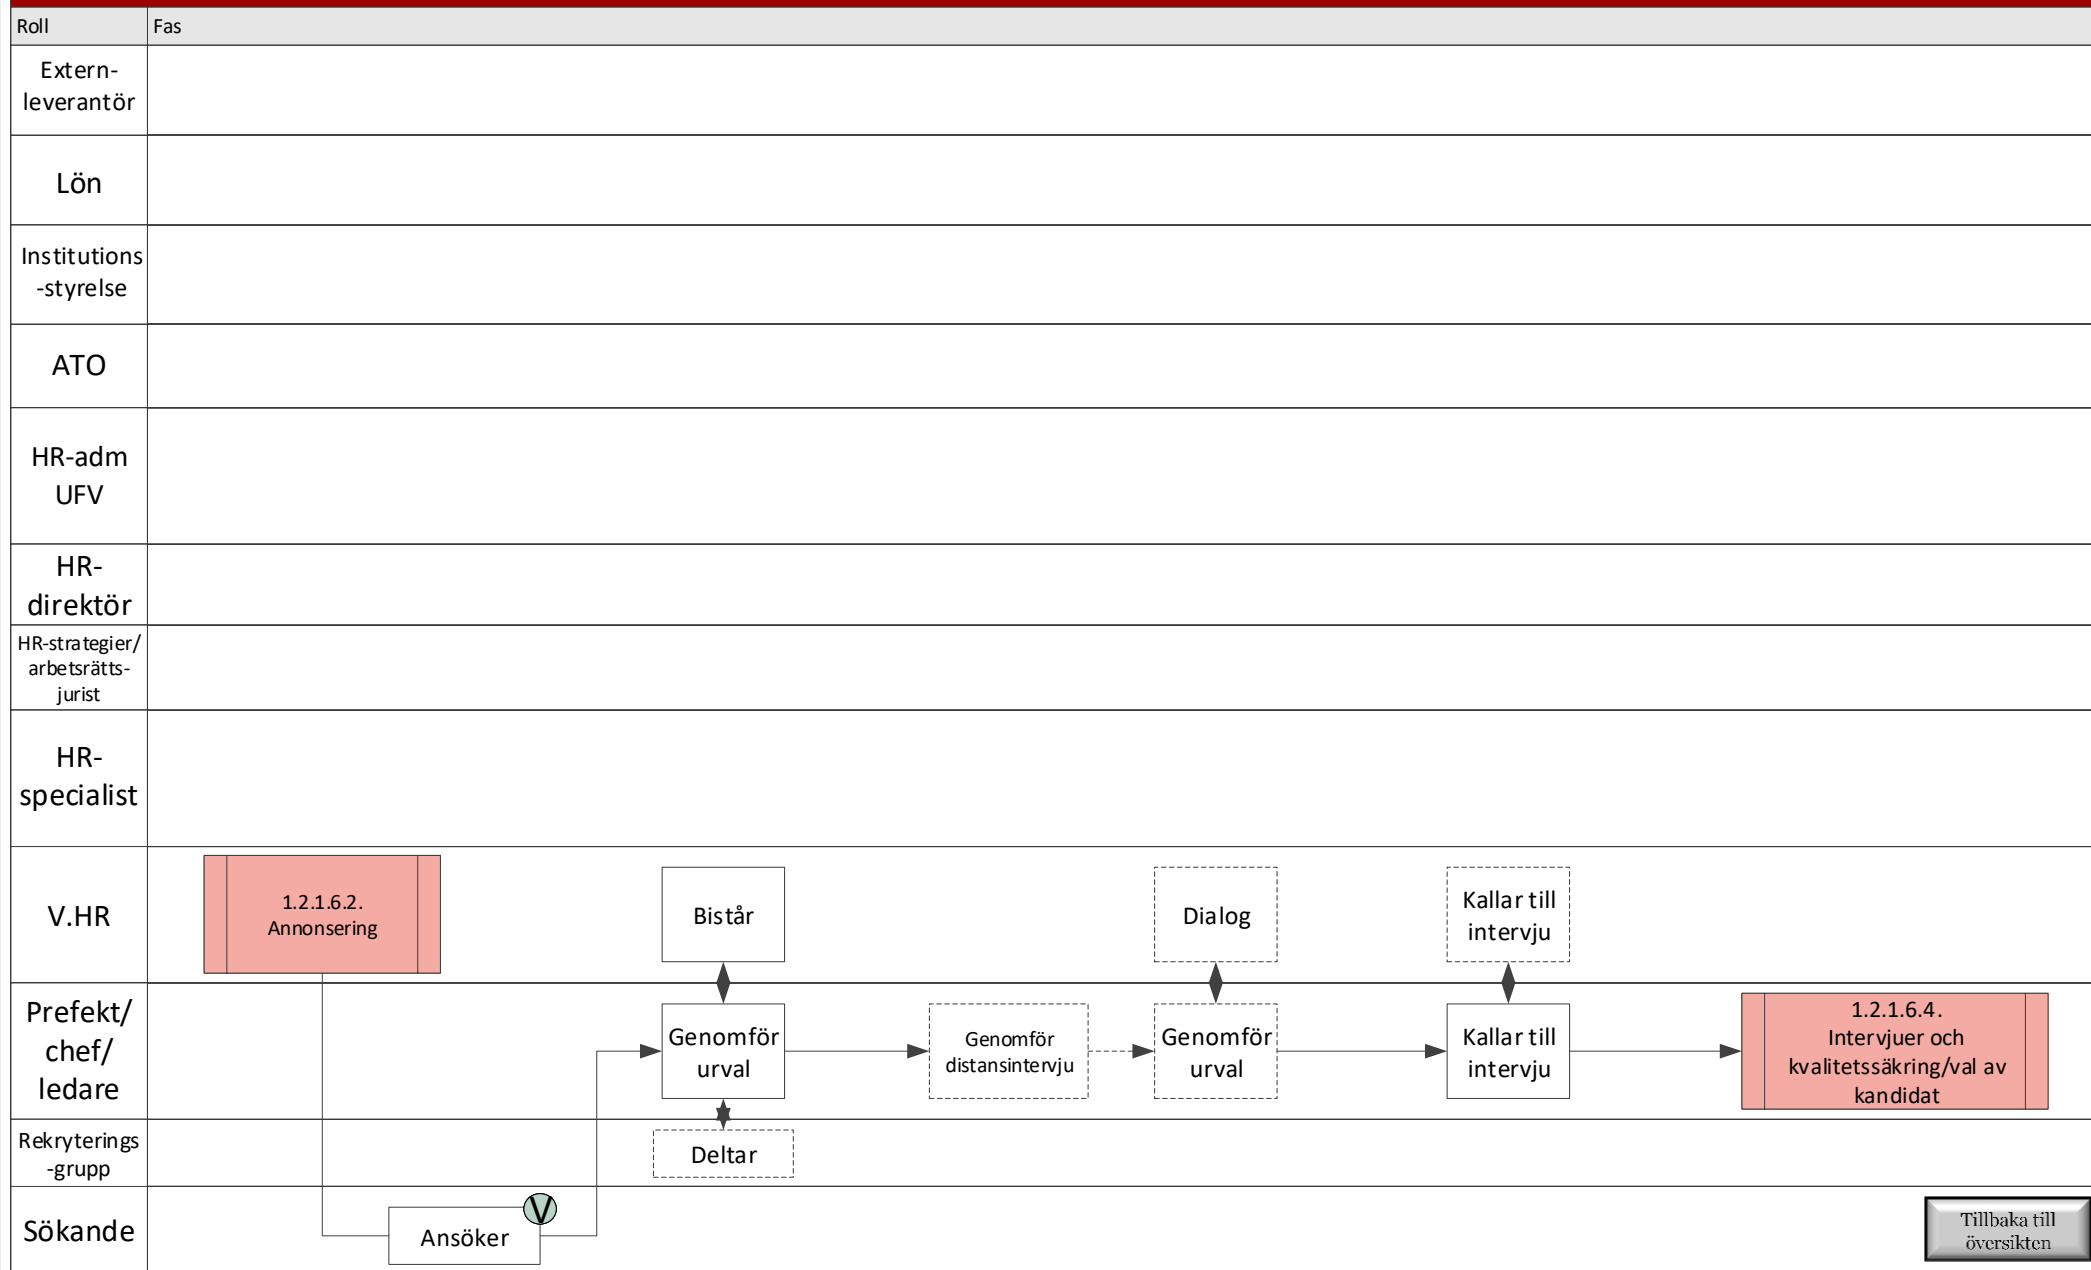 Roll
Fas
Extern-
leverantör
Lön
Institutions
-styrelse
ATO
HR-adm
UFV
HR-
direktör
HR-strategier/
arbetsrätts-
jurist
HR-
specialist
V.HR
1.2.1.6.2.
Annonsering
Bistår
Dialog
Kallar till
intervju
Prefekt/
chef/
ledare
Genomför
urval
Genomför
distansintervju
Genomför
urval
Kallar till
intervju
1.2.1.6.4.
Intervjuer och
kvalitetssäkring/val av
kandidat
Rekryterings
-grupp
Deltar
Sökande
Ansöker
V
Tillbaka till
översikten